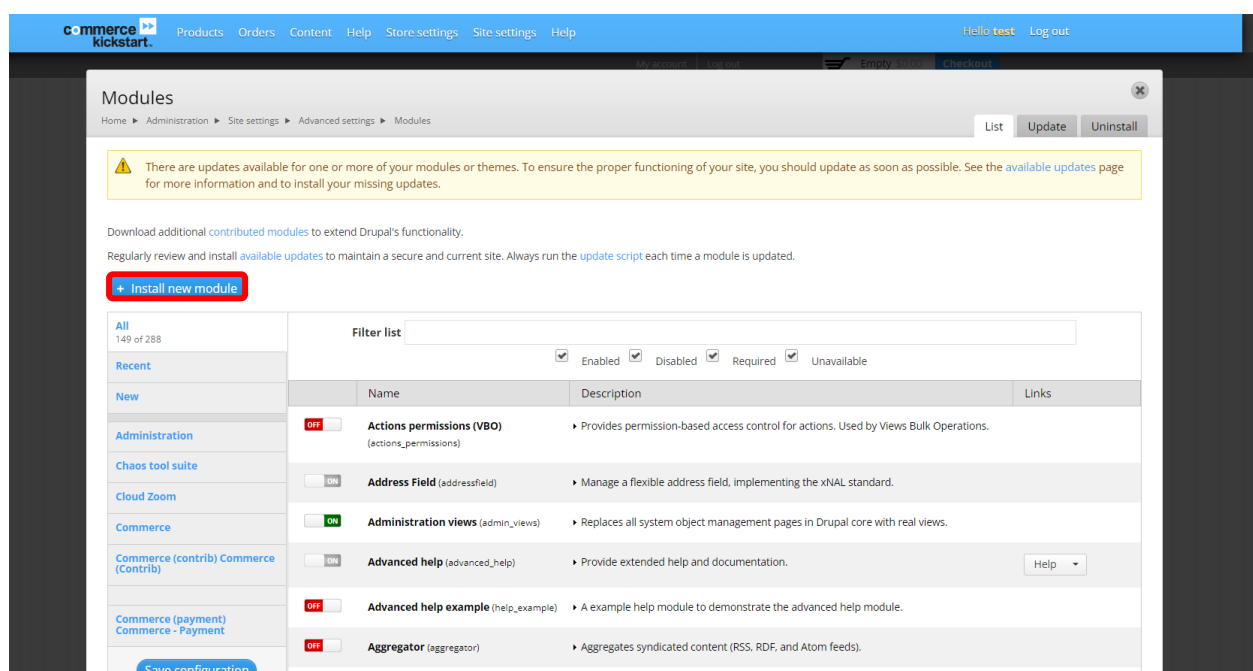 commerce
kickstart.
Products Orders Content Help Store settings Site settings Help
Hello test Log out
My account Log out Empty $0.00 Checkout
Modules
Home ► Administration ► Site settings ► Advanced settings ► Modules
List Update Uninstall
There are updates available for one or more of your modules or themes. To ensure the proper functioning of your site, you should update as soon as possible. See the available updates page
for more information and to install your missing updates.
Download additional contributed modules to extend Drupal's functionality.
Regularly review and install available updates to maintain a secure and current site. Always run the update script each time a module is updated.
+ Install new module
All
149 of 288
Recent
New
Administration
Chaos tool suite
Cloud Zoom
Commerce
Commerce (contrib) Commerce
(Contrib)
Commerce (payment)
Commerce - Payment
Save configuration
Filter list
Enabled Disabled Required Unavailable
Name Description Links
OFF Actions permissions (VBO) Provides permission-based access control for actions. Used by Views Bulk Operations.
(actions_permissions)
ON Address Field (addressfield) Manage a flexible address field, implementing the xNAL standard.
ON Administration views (admin_views) Replaces all system object management pages in Drupal core with real views.
ON Advanced help (advanced_help) Provide extended help and documentation. Help
OFF Advanced help example (help_example) A example help module to demonstrate the advanced help module.
OFF Aggregator (aggregator) Aggregates syndicated content (RSS, RDF, and Atom feeds).